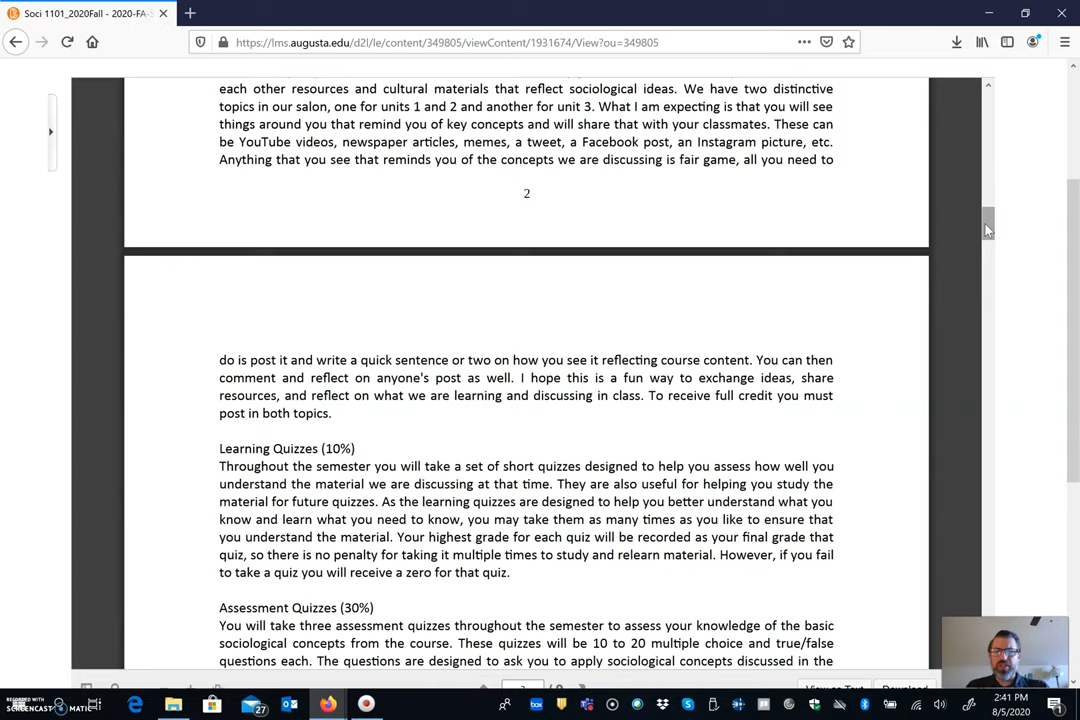 Soci 1101_2020Fall - 2020-FA-S
https://lms.augusta.edu/d2l/le/content/349805/viewContent/1931674/View?ou=349805
each other resources and cultural materials that reflect sociological ideas. We have two distinctive
topics in our salon, one for units 1 and 2 and another for unit 3. What I am expecting is that you will see
things around you that remind you of key concepts and will share that with your classmates. These can
be YouTube videos, newspaper articles, memes, a tweet, a Facebook post, an Instagram picture, etc.
Anything that you see that reminds you of the concepts we are discussing is fair game, all you need to
2
do is post it and write a quick sentence or two on how you see it reflecting course content. You can then
comment and reflect on anyone's post as well. I hope this is a fun way to exchange ideas, share
resources, and reflect on what we are learning and discussing in class. To receive full credit you must
post in both topics.
Learning Quizzes (10%)
Throughout the semester you will take a set of short quizzes designed to help you assess how well you
understand the material we are discussing at that time. They are also useful for helping you study the
material for future quizzes. As the learning quizzes are designed to help you better understand what you
know and learn what you need to know, you may take them as many times as you like to ensure that
you understand the material. Your highest grade for each quiz will be recorded as your final grade that
quiz, so there is no penalty for taking it multiple times to study and relearn material. However, if you fail
to take a quiz you will receive a zero for that quiz.
Assessment Quizzes (30%)
You will take three assessment quizzes throughout the semester to assess your knowledge of the basic
sociological concepts from the course. These quizzes will be 10 to 20 multiple choice and true/false
questions each. The questions are designed to ask you to apply sociological concepts discussed in the
View as Text
Download
RECORDED WITH
SCREENCAST MATIC
27
2:41 PM
8/5/2020